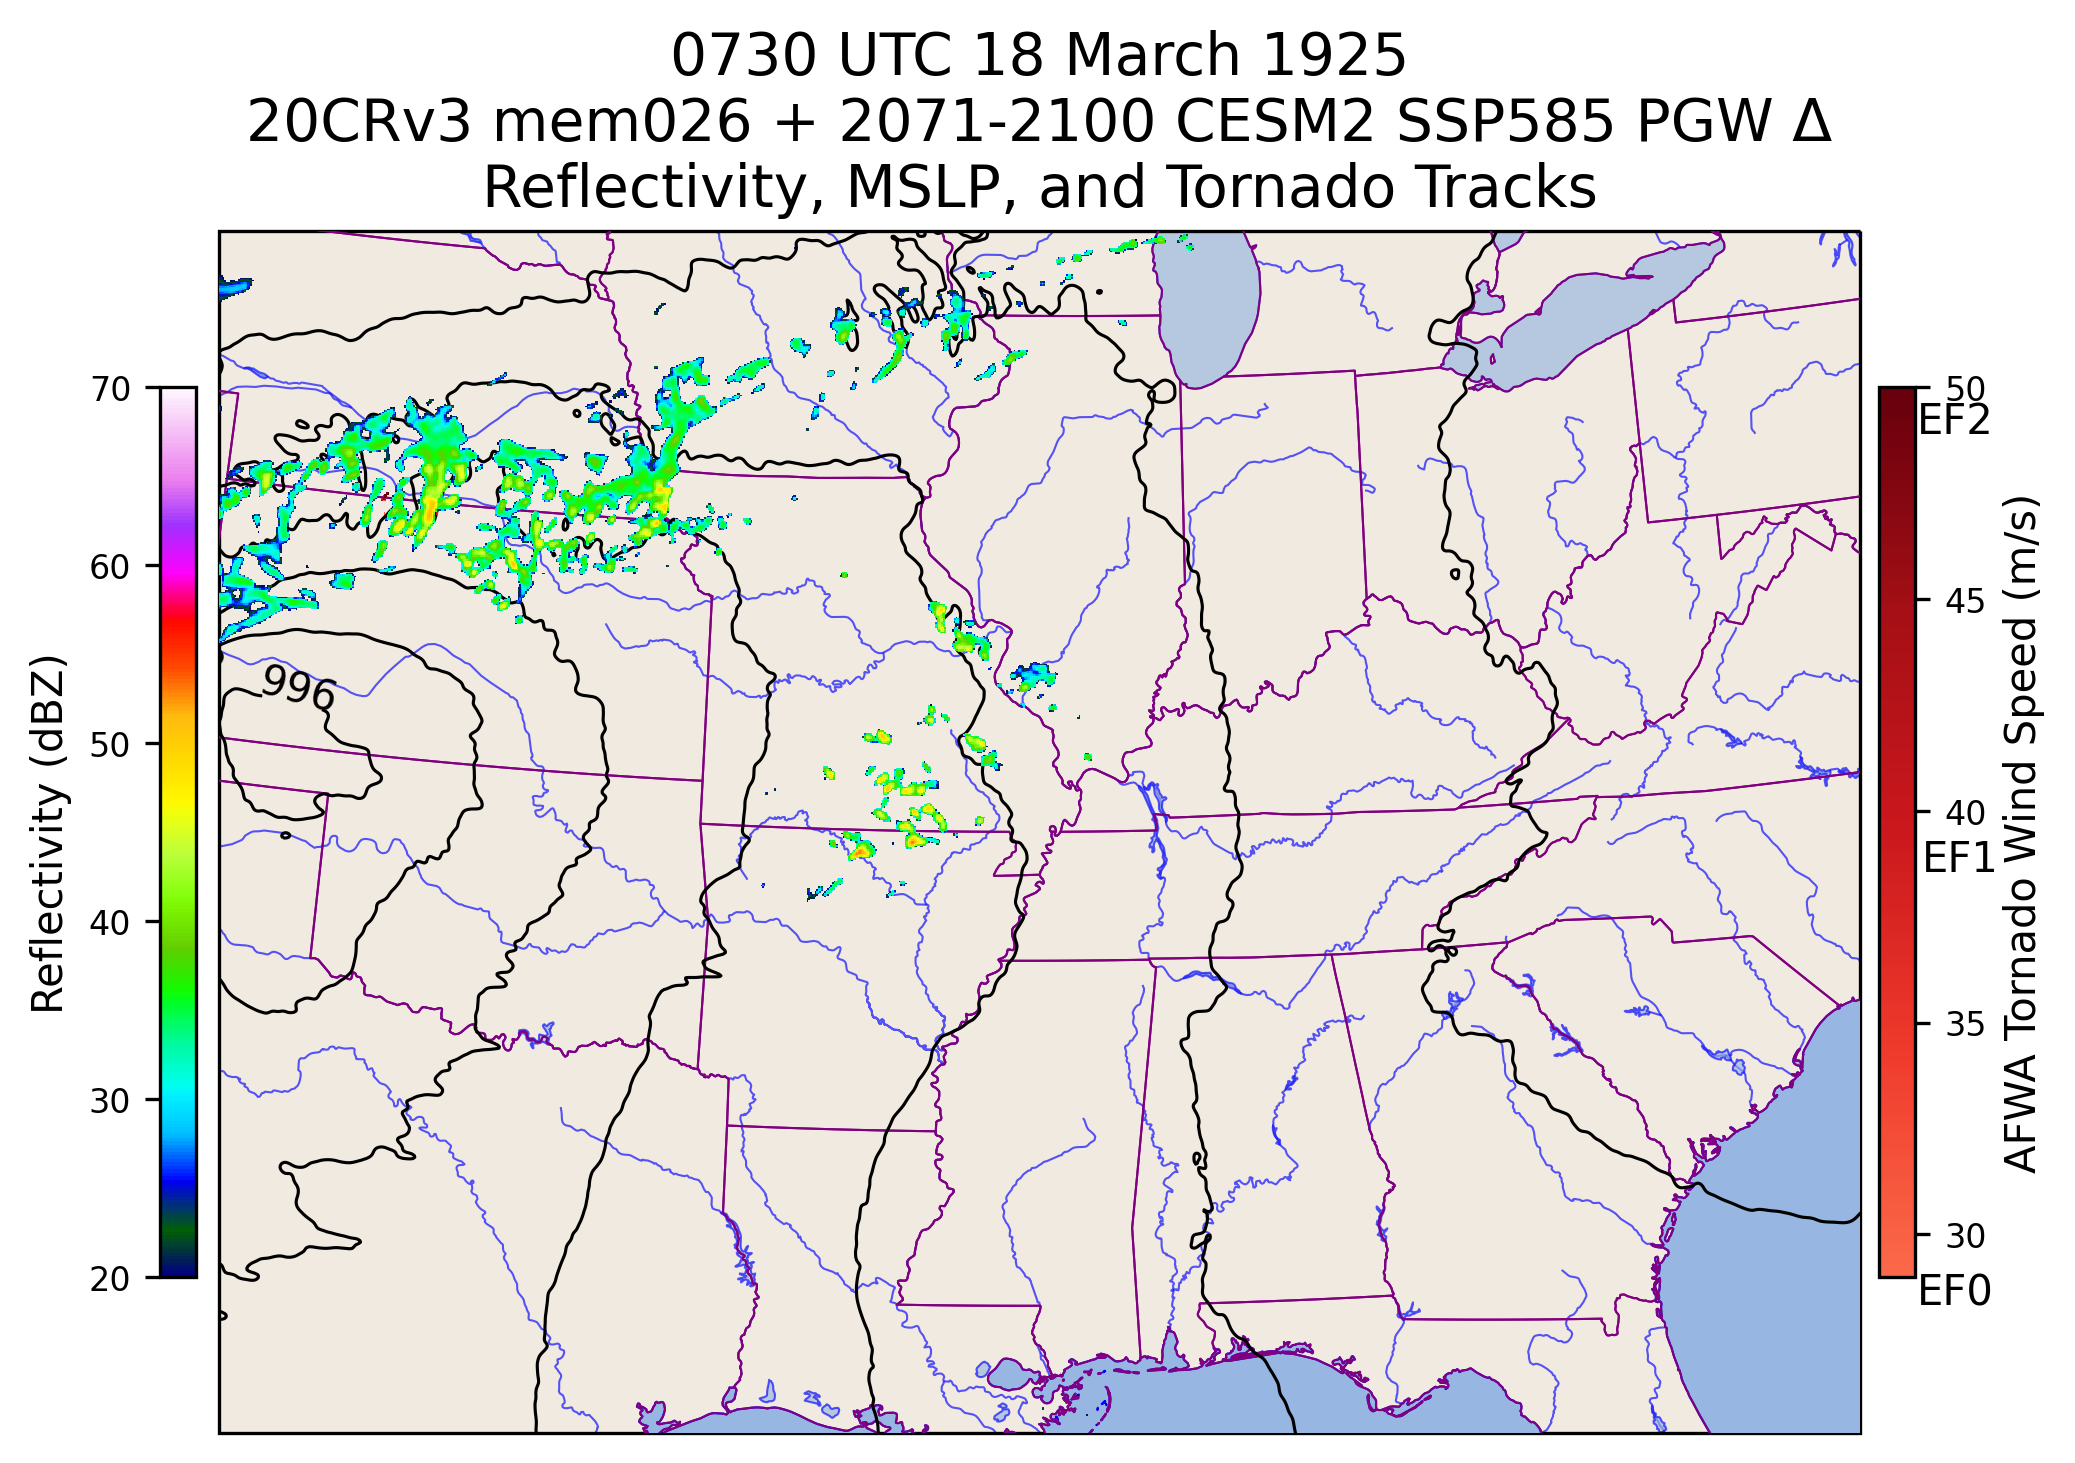 0730 UTC 18 March 1925
20CRv3 mem026 + 2071-2100 CESM2 SSP585 PGW Δ
Reflectivity, MSLP, and Tornado Tracks
Reflectivity (dBZ)
70
60
50
40
30
20
996
50
EF2
45
40
EF1
35
30
EF0
AFWA Tornado Wind Speed (m/s)